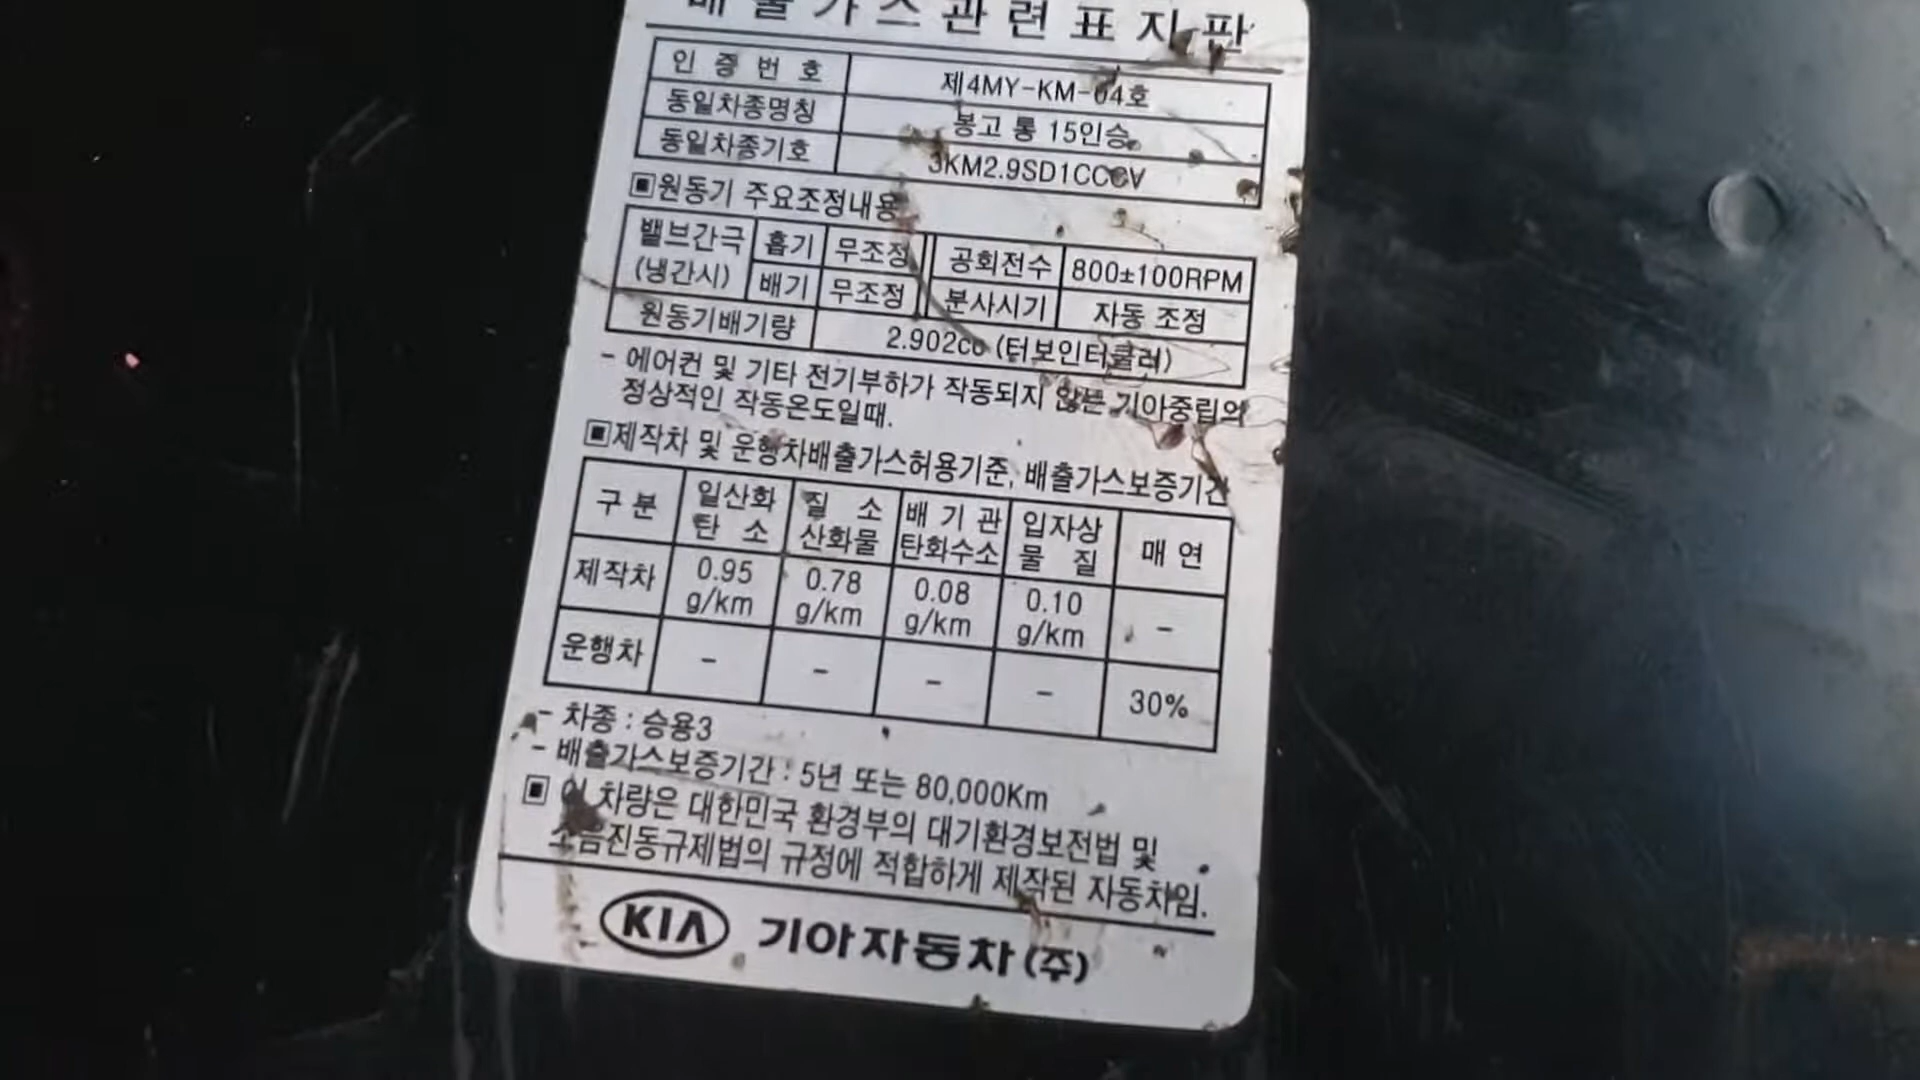 배출가스관련표지판
인증번호 제4MY-KM-04호
동일차종명칭 봉고 롱 15인승
동일차종기호 3KM2.9SD1CCCV
▣원동기 주요조정내용
밸브간극 흡기 무조정 공회전수 800±100RPM
(냉간시) 배기 무조정 분사시기 자동 조정
원동기배기량 2.902cc (터보인터쿨러)
- 에어컨 및 기타 전기부하가 작동되지 않는 기아중립의
정상적인 작동온도일때.
▣제작차 및 운행차배출가스허용기준, 배출가스보증기간
구분 일산화 질소 배기관 입자상 매연
탄소 산화물 탄화수소 물질
제작차 0.95 0.78 0.08 0.10 -
g/km g/km g/km g/km
운행차 - - - - 30%
- 차종 : 승용3
- 배출가스보증기간 : 5년 또는 80,000Km
▣ 이 차량은 대한민국 환경부의 대기환경보전법 및
소음진동규제법의 규정에 적합하게 제작된 자동차임.
KIA 기아자동차(주)